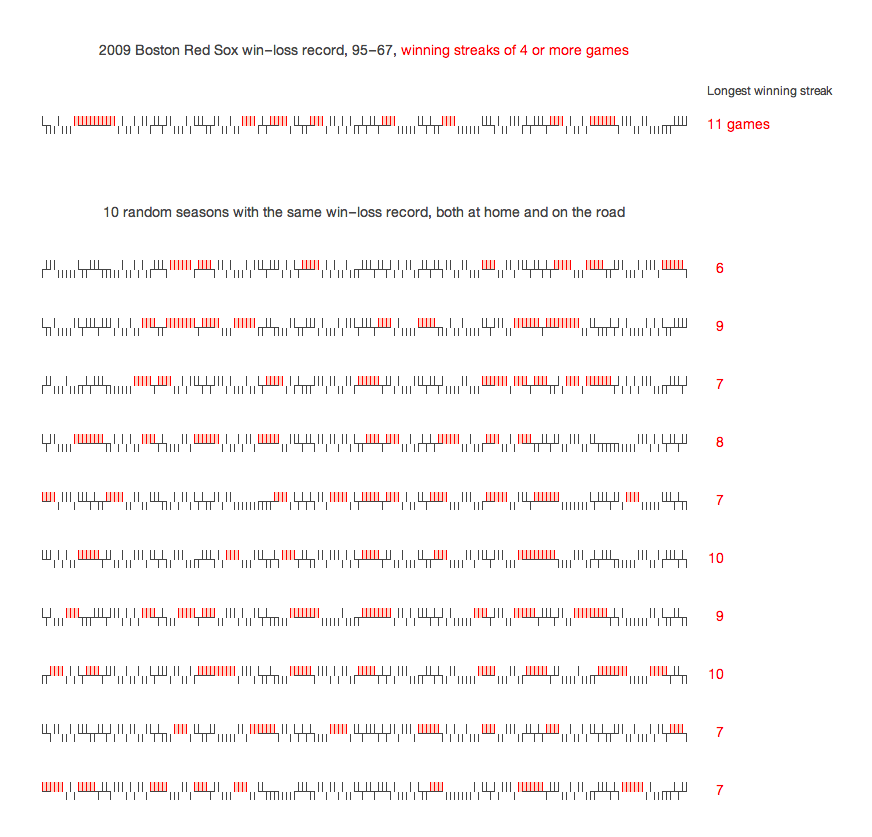 2009 Boston Red Sox win−loss record, 95−67, winning streaks of 4 or more games
Longest winning streak
11 games
10 random seasons with the same win−loss record, both at home and on the road
6
9
7
8
7
10
9
10
7
7